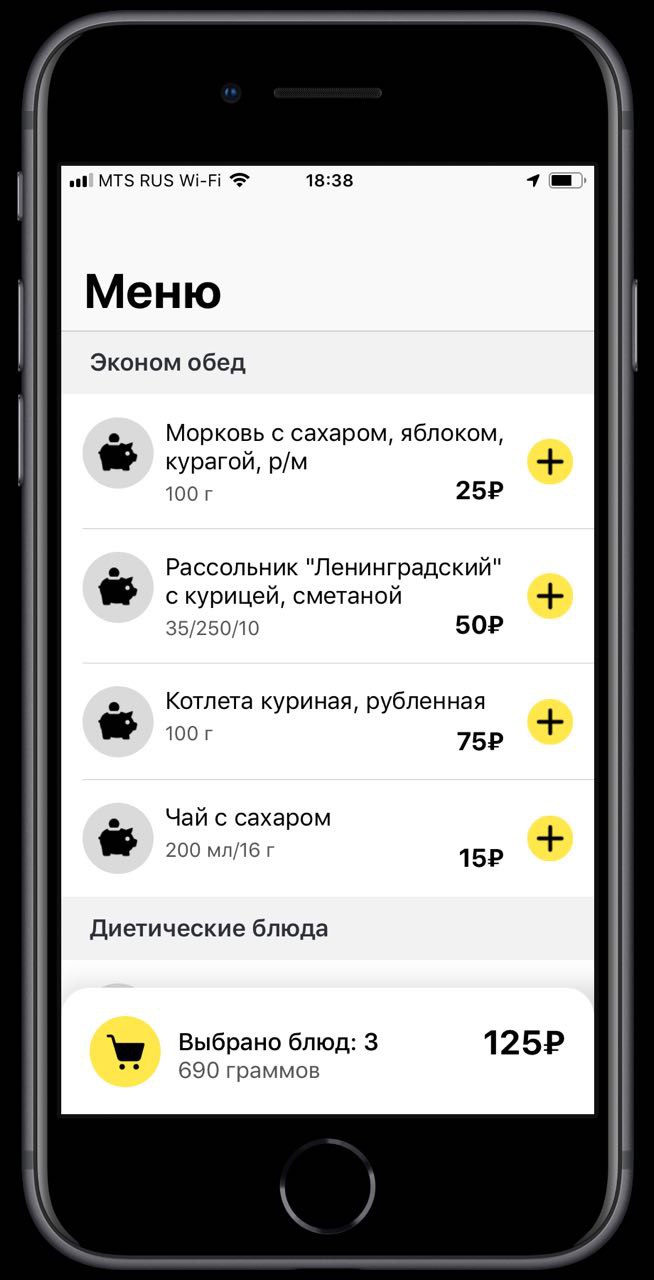 MTS RUS Wi-Fi 18:38
Меню
Эконом обед
Морковь с сахаром, яблоком,
курагой, р/м
100 г
25₽
Рассольник "Ленинградский"
с курицей, сметаной
35/250/10
50₽
Котлета куриная, рубленная
100 г
75₽
Чай с сахаром
200 мл/16 г
15₽
Диетические блюда
Выбрано блюд: 3
125₽
690 граммов